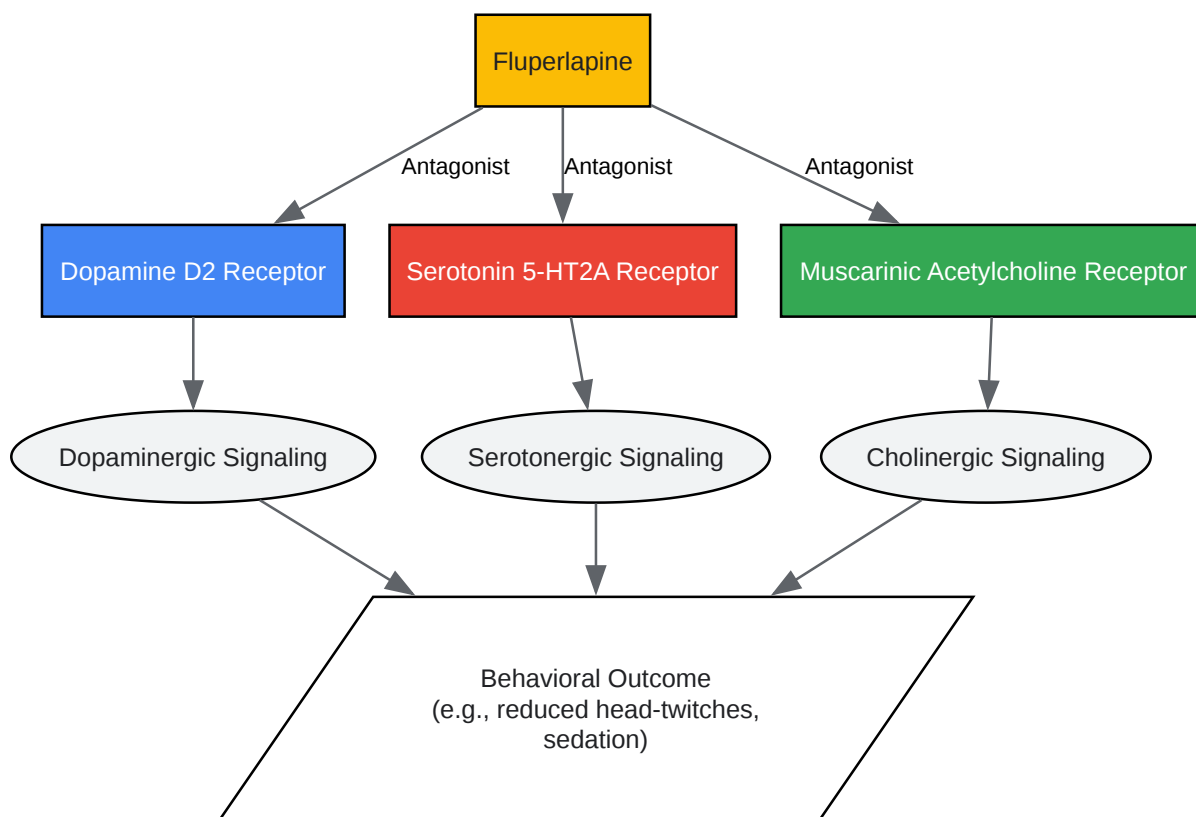 Fluperlapine
Antagonist
Antagonist
Antagonist
Dopamine D2 Receptor
Serotonin 5-HT2A Receptor
Muscarinic Acetylcholine Receptor
Dopaminergic Signaling
Serotonergic Signaling
Cholinergic Signaling
Behavioral Outcome
(e.g., reduced head-twitches,
sedation)